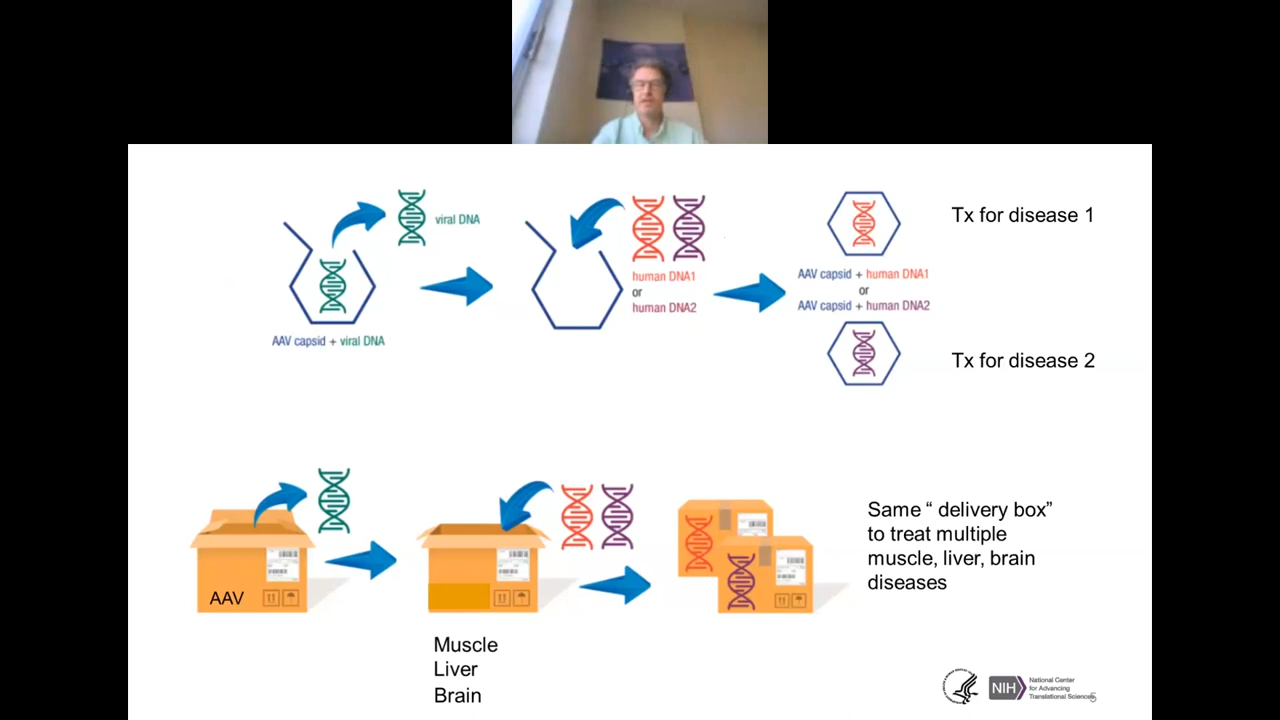 viral DNA
AAV capsid + viral DNA
human DNA1
or
human DNA2
Tx for disease 1
AAV capsid + human DNA1
or
AAV capsid + human DNA2
Tx for disease 2
AAV
Muscle
Liver
Brain
Same “ delivery box”
to treat multiple
muscle, liver, brain
diseases
NIH
National Center
for Advancing
Translational Sciences
5